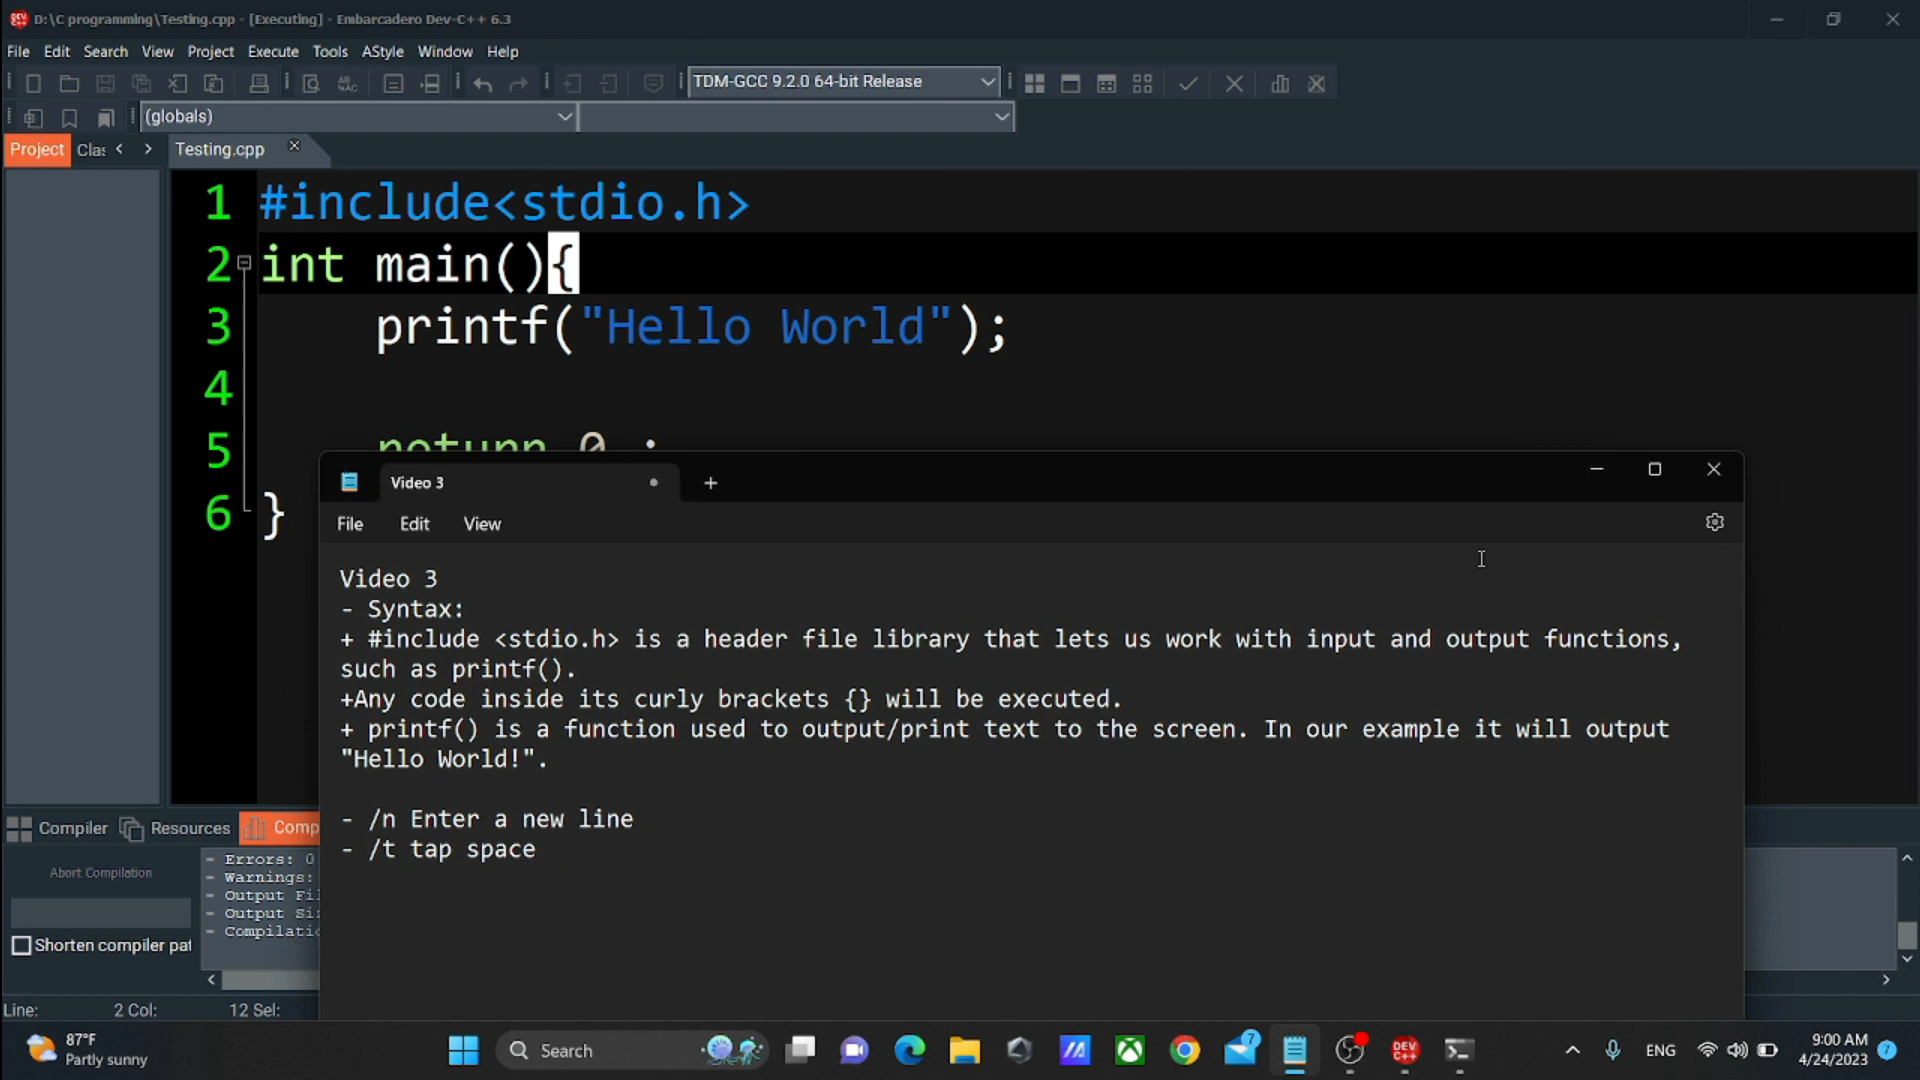 D:\C programming\Testing.cpp - [Executing] - Embarcadero Dev-C++ 6.3
File Edit Search View Project Execute Tools AStyle Window Help
TDM-GCC 9.2.0 64-bit Release
(globals)
Project Clas Testing.cpp
1 #include<stdio.h>
2 int main(){
3 printf("Hello World");
4
5 return 0 ;
6 }
Video 3
File Edit View
Video 3
- Syntax:
+ #include <stdio.h> is a header file library that lets us work with input and output functions,
such as printf().
+Any code inside its curly brackets {} will be executed.
+ printf() is a function used to output/print text to the screen. In our example it will output
"Hello World!".
- /n Enter a new line
- /t tap space
Compiler Resources Comp
Abort Compilation
Shorten compiler pat
- Errors: 0
- Warnings:
- Output Fil
- Output Siz
- Compilatio
Line: 2 Col: 12 Sel:
87°F
Partly sunny
Search
7
DEV C++
ENG
9:00 AM
4/24/2023
7